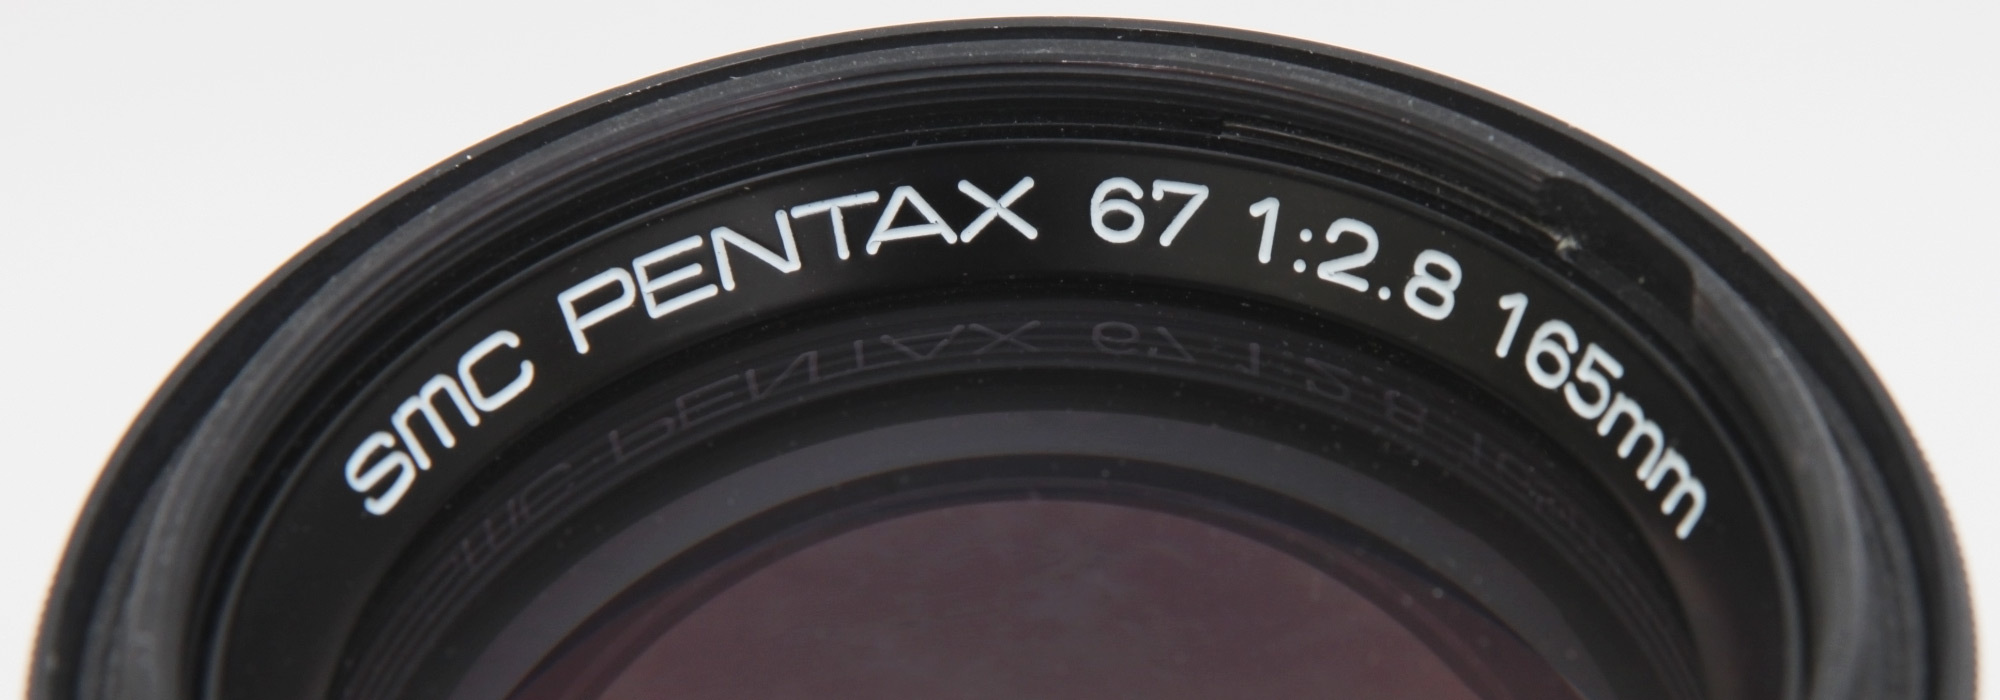 smc PENTAX 67 1:2.8 165mm